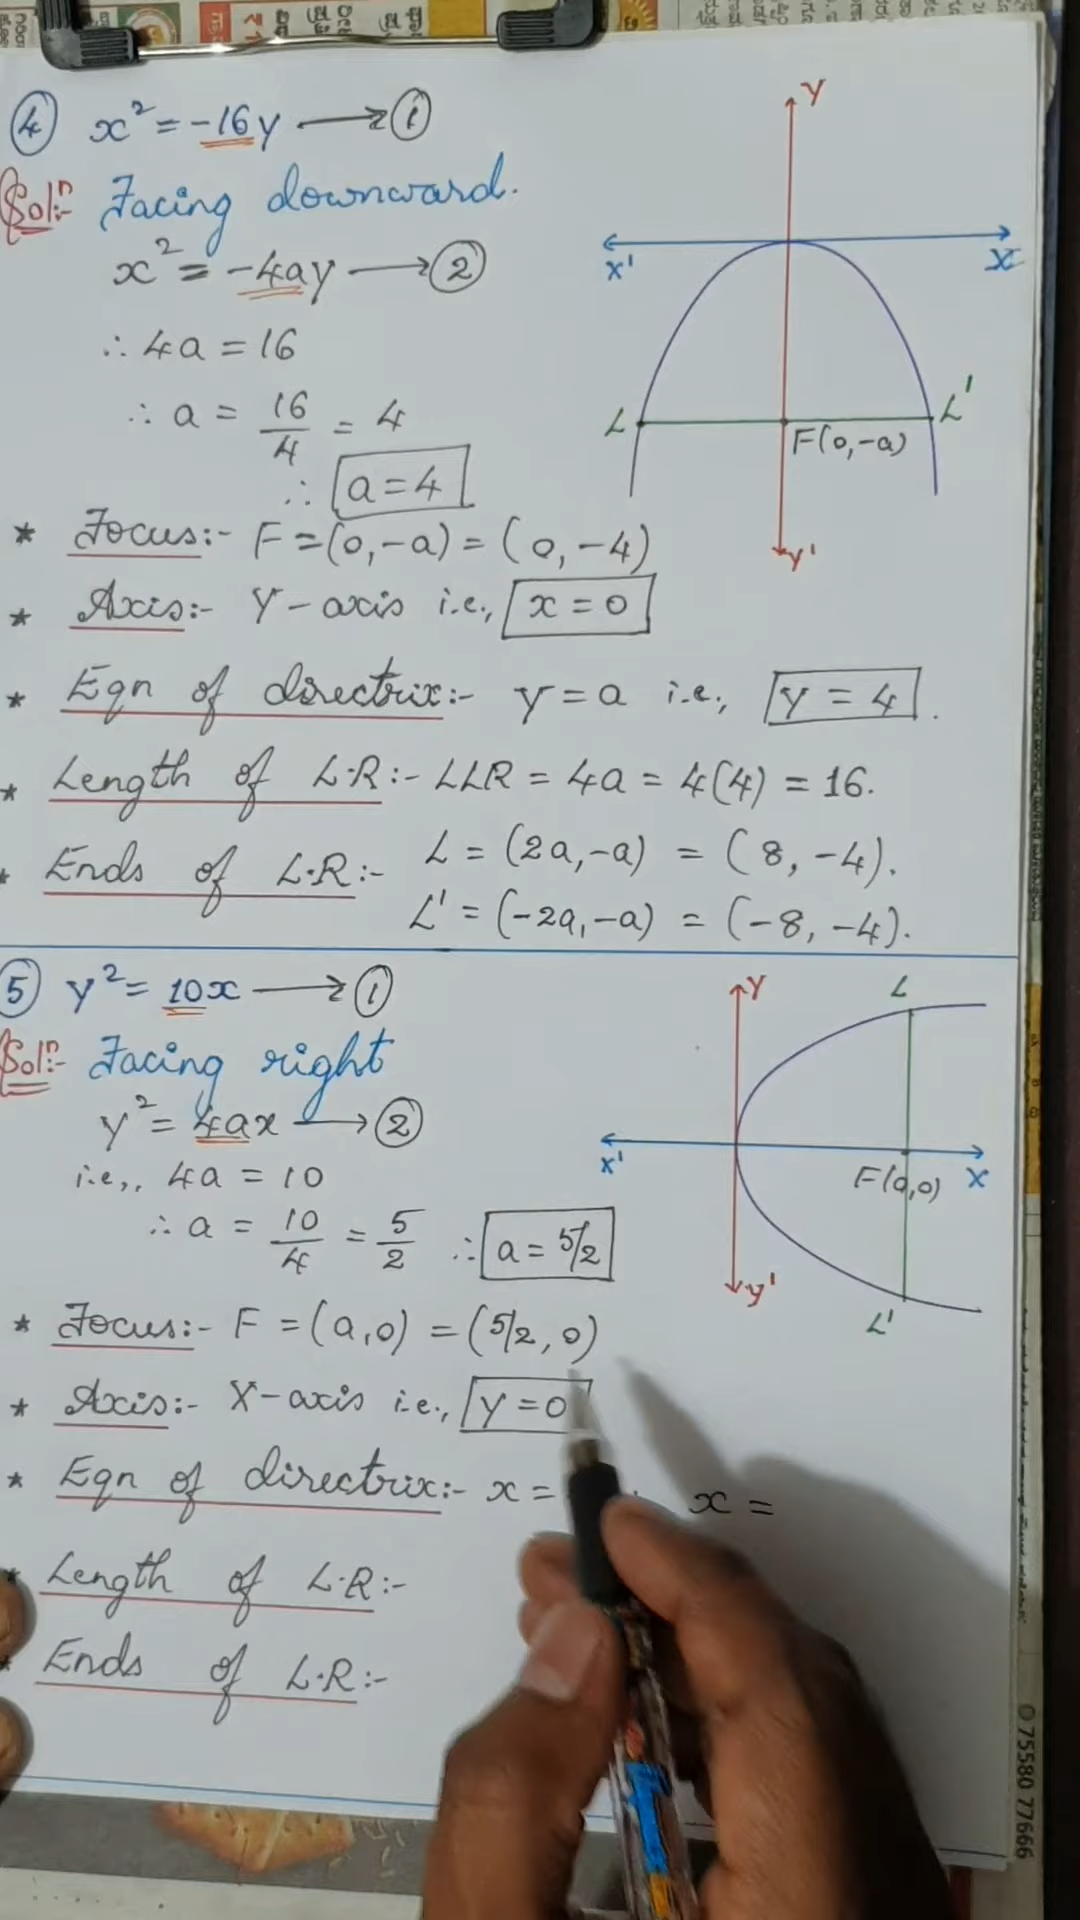 ④ x² = -16y → ①
Solⁿ:- Facing downward.
x² = -4ay → ②
∴ 4a = 16
∴ a = 16/4 = 4
∴ a = 4
* Focus:- F = (0, -a) = (0, -4)
* Axis:- Y-axis i.e., x = 0
* Eqn of directrix:- y = a i.e., y = 4.
* Length of L.R:- LLR = 4a = 4(4) = 16.
* Ends of L.R:- L = (2a, -a) = (8, -4).
L' = (-2a, -a) = (-8, -4).
Y
X'
X
L
L'
F(0, -a)
Y'
⑤ y² = 10x → ①
Solⁿ:- Facing right
y² = 4ax → ②
i.e,, 4a = 10
∴ a = 10/4 = 5/2 ∴ a = 5/2
* Focus:- F = (a, 0) = (5/2, 0)
* Axis:- X-axis i.e., y = 0
* Eqn of directrix:- x = x =
* Length of L.R:-
* Ends of L.R:-
Y
L
X'
F(a,0)
X
Y'
L'
75580 77666